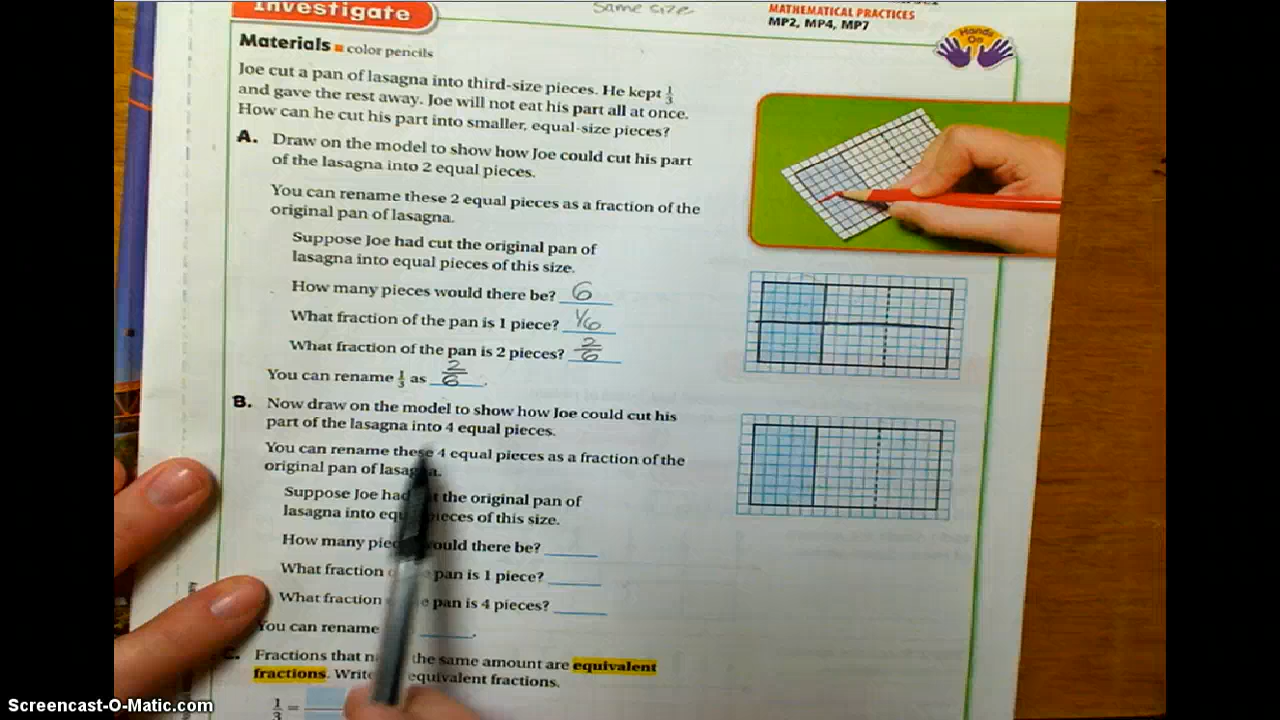 Investigate
same size
MATHEMATICAL PRACTICES
MP2, MP4, MP7
Hands
On
Materials color pencils
Joe cut a pan of lasagna into third-size pieces. He kept 1/3
and gave the rest away. Joe will not eat his part all at once.
How can he cut his part into smaller, equal-size pieces?
A. Draw on the model to show how Joe could cut his part
of the lasagna into 2 equal pieces.
You can rename these 2 equal pieces as a fraction of the
original pan of lasagna.
Suppose Joe had cut the original pan of
lasagna into equal pieces of this size.
How many pieces would there be? 6
What fraction of the pan is 1 piece? 1/6
What fraction of the pan is 2 pieces? 2/6
You can rename 1/3 as 2/6.
B. Now draw on the model to show how Joe could cut his
part of the lasagna into 4 equal pieces.
You can rename these 4 equal pieces as a fraction of the
original pan of lasagna.
Suppose Joe had the original pan of
lasagna into pieces of this size.
How many would there be?
What fraction pan is 1 piece?
What fraction pan is 4 pieces?
You can rename
C. Fractions that the same amount are equivalent
fractions. equivalent fractions.
1/3 =
Screencast-O-Matic.com